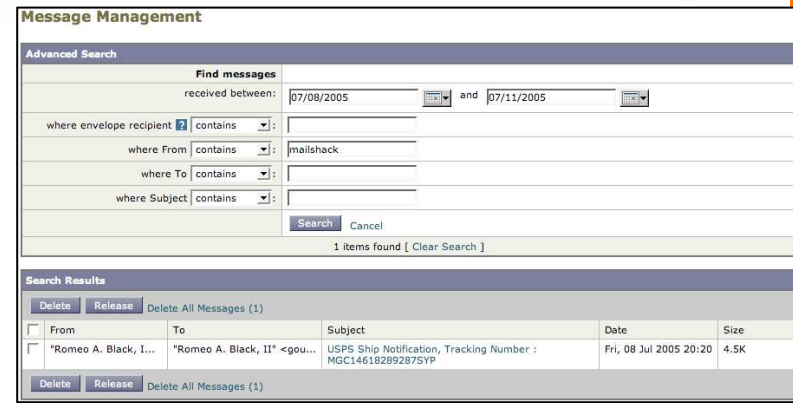 Message Management
Advanced Search
Find messages
received between: 07/08/2005 and 07/11/2005
where envelope recipient ? contains :
where From contains : mailshack
where To contains :
where Subject contains :
Search Cancel
1 items found [ Clear Search ]
Search Results
Delete Release Delete All Messages (1)
From To Subject Date Size
"Romeo A. Black, I... "Romeo A. Black, II" <gou... USPS Ship Notification, Tracking Number : Fri, 08 Jul 2005 20:20 4.5K
MGC14618289287SYP
Delete Release Delete All Messages (1)